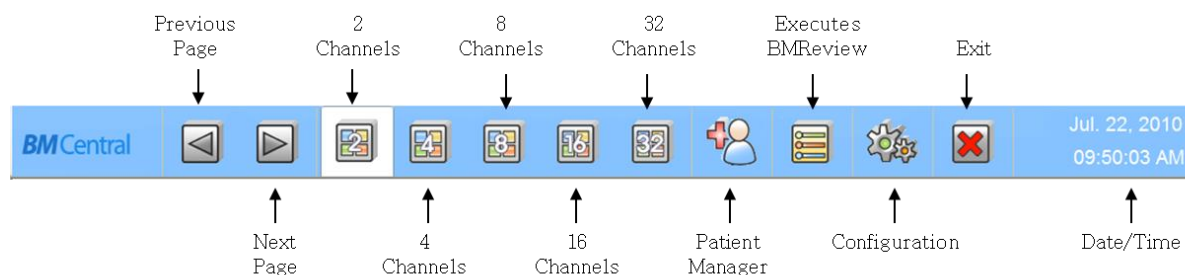 Previous
Page
2
Channels
8
Channels
32
Channels
Executes
BMReview
Exit
BMCentral
2
4
8
16
32
Jul. 22, 2010
09:50:03 AM
Next
Page
4
Channels
16
Channels
Patient
Manager
Configuration
Date/Time